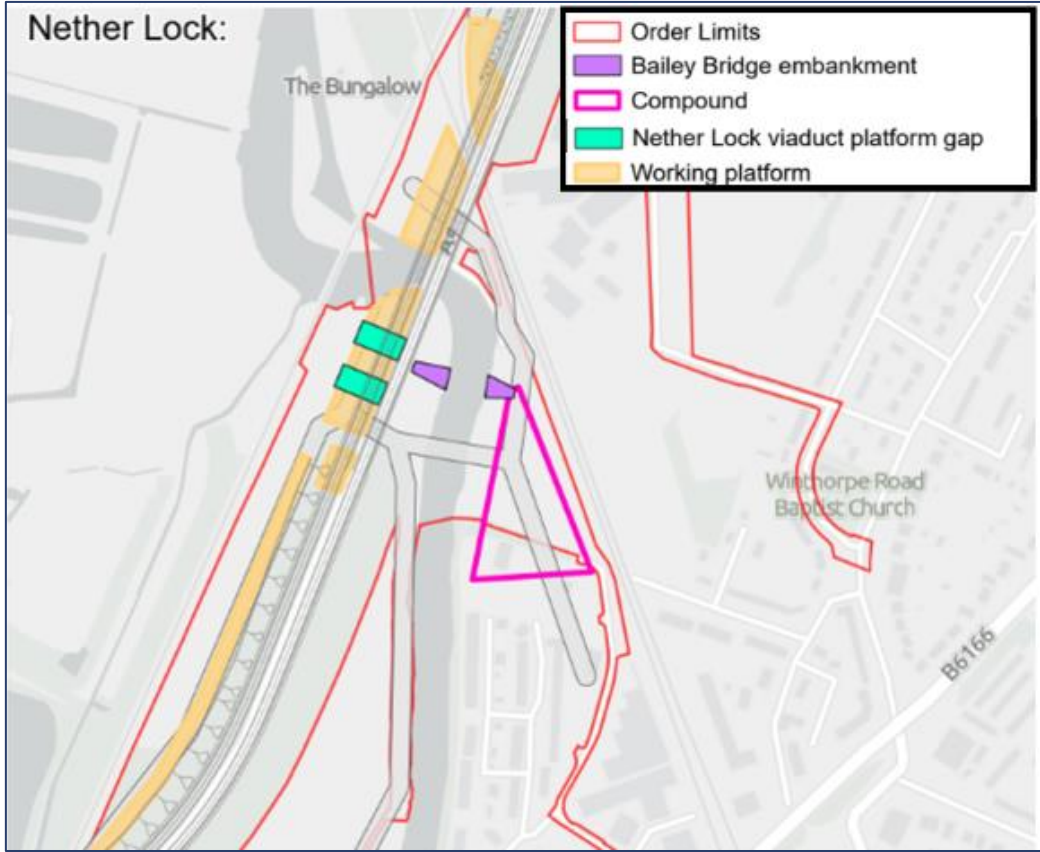 Nether Lock:
Order Limits
Bailey Bridge embankment
Compound
Nether Lock viaduct platform gap
Working platform
The Bungalow
Winthorpe Road
Baptist Church
B6166